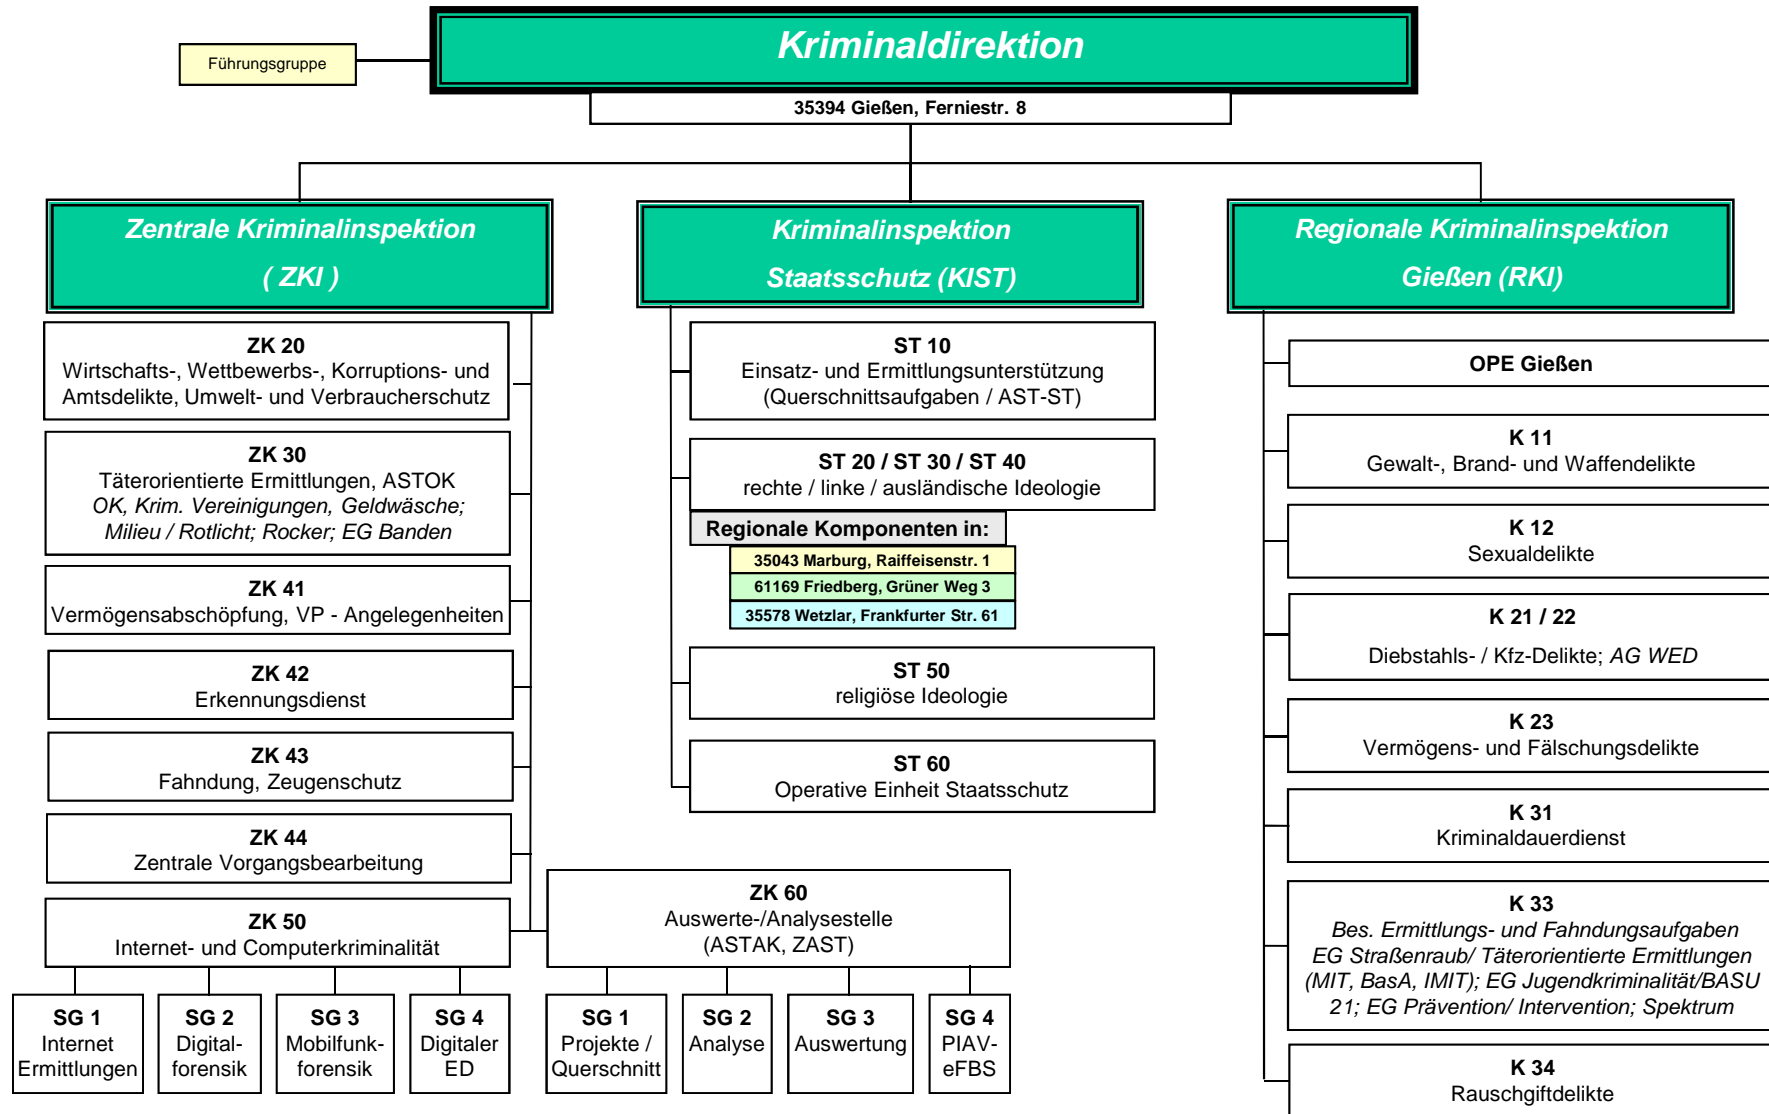 Kriminaldirektion
Führungsgruppe
35394 Gießen, Ferniestr. 8
Zentrale Kriminalinspektion
( ZKI )
ZK 20
Wirtschafts-, Wettbewerbs-, Korruptions- und
Amtsdelikte, Umwelt- und Verbraucherschutz
ZK 30
Täterorientierte Ermittlungen, ASTOK
OK, Krim. Vereinigungen, Geldwäsche;
Milieu / Rotlicht; Rocker; EG Banden
ZK 41
Vermögensabschöpfung, VP - Angelegenheiten
ZK 42
Erkennungsdienst
ZK 43
Fahndung, Zeugenschutz
ZK 44
Zentrale Vorgangsbearbeitung
ZK 50
Internet- und Computerkriminalität
SG 1
Internet
Ermittlungen
SG 2
Digital-
forensik
SG 3
Mobilfunk-
forensik
SG 4
Digitaler
ED
ZK 60
Auswerte-/Analysestelle
(ASTAK, ZAST)
SG 1
Projekte /
Querschnitt
SG 2
Analyse
SG 3
Auswertung
SG 4
PIAV-
eFBS
Kriminalinspektion
Staatsschutz (KIST)
ST 10
Einsatz- und Ermittlungsunterstützung
(Querschnittsaufgaben / AST-ST)
ST 20 / ST 30 / ST 40
rechte / linke / ausländische Ideologie
Regionale Komponenten in:
35043 Marburg, Raiffeisenstr. 1
61169 Friedberg, Grüner Weg 3
35578 Wetzlar, Frankfurter Str. 61
ST 50
religiöse Ideologie
ST 60
Operative Einheit Staatsschutz
Regionale Kriminalinspektion
Gießen (RKI)
OPE Gießen
K 11
Gewalt-, Brand- und Waffendelikte
K 12
Sexualdelikte
K 21 / 22
Diebstahls- / Kfz-Delikte; AG WED
K 23
Vermögens- und Fälschungsdelikte
K 31
Kriminaldauerdienst
K 33
Bes. Ermittlungs- und Fahndungsaufgaben
EG Straßenraub/ Täterorientierte Ermittlungen
(MIT, BasA, IMIT); EG Jugendkriminalität/BASU
21; EG Prävention/ Intervention; Spektrum
K 34
Rauschgiftdelikte